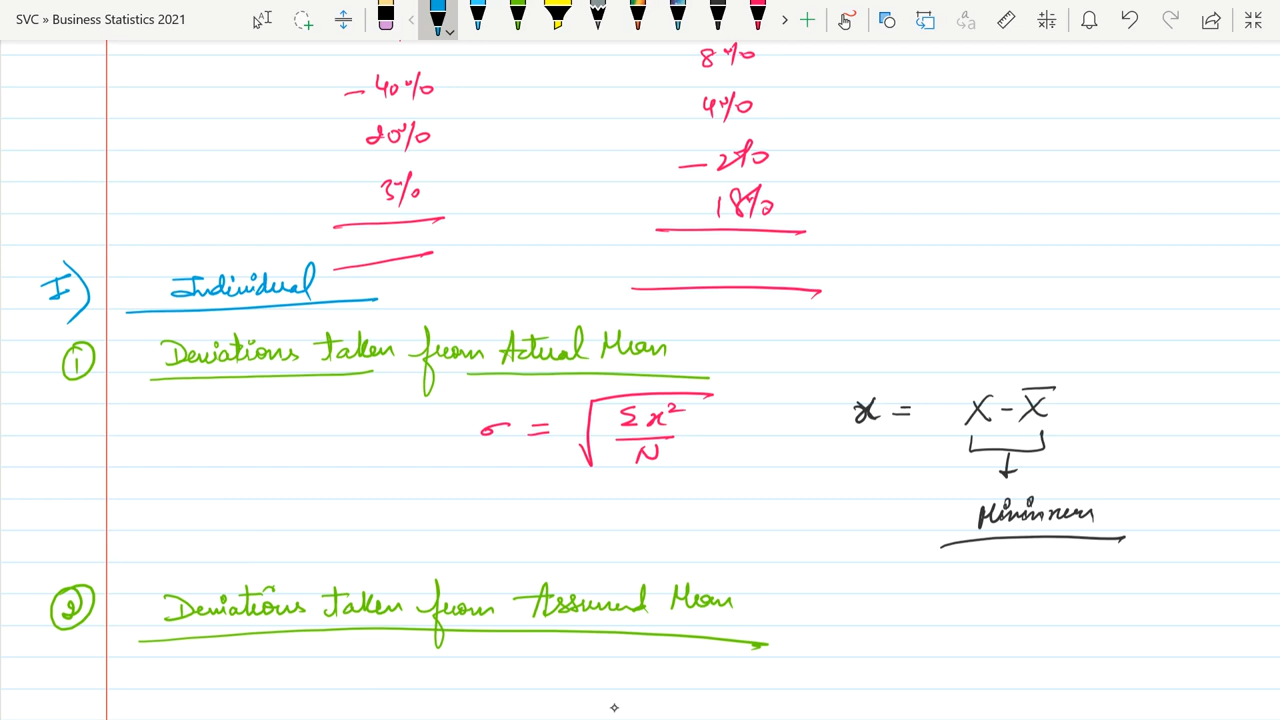 SVC » Business Statistics 2021
8%
- 40%
4%
20%
- 2%
3%
18%
I) Individual
① Deviations taken from Actual Mean
σ = √Σx²/N
x = X - X̅
Minimum
② Deviations taken from Assumed Mean